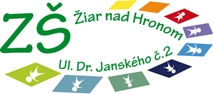 ZŠ
Žiar nad Hronom
Ul. Dr. Janského č.2